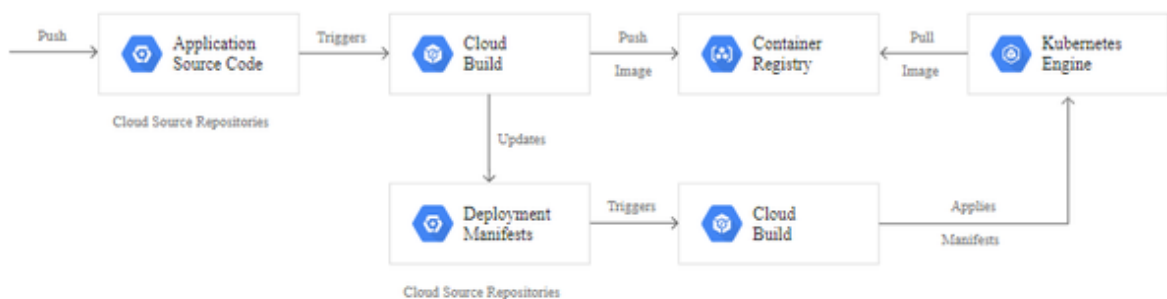 Push
Application
Source Code
Triggers
Cloud
Build
Push
Image
Container
Registry
Pull
Image
Kubernetes
Engine
Cloud Source Repositories
Updates
Deployment
Manifests
Triggers
Cloud
Build
Applies
Manifests
Cloud Source Repositories